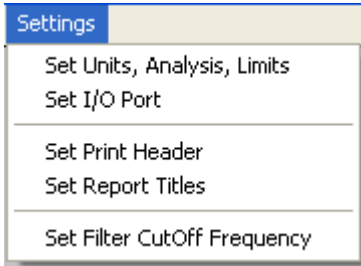 Settings
Set Units, Analysis, Limits
Set I/O Port
Set Print Header
Set Report Titles
Set Filter CutOff Frequency